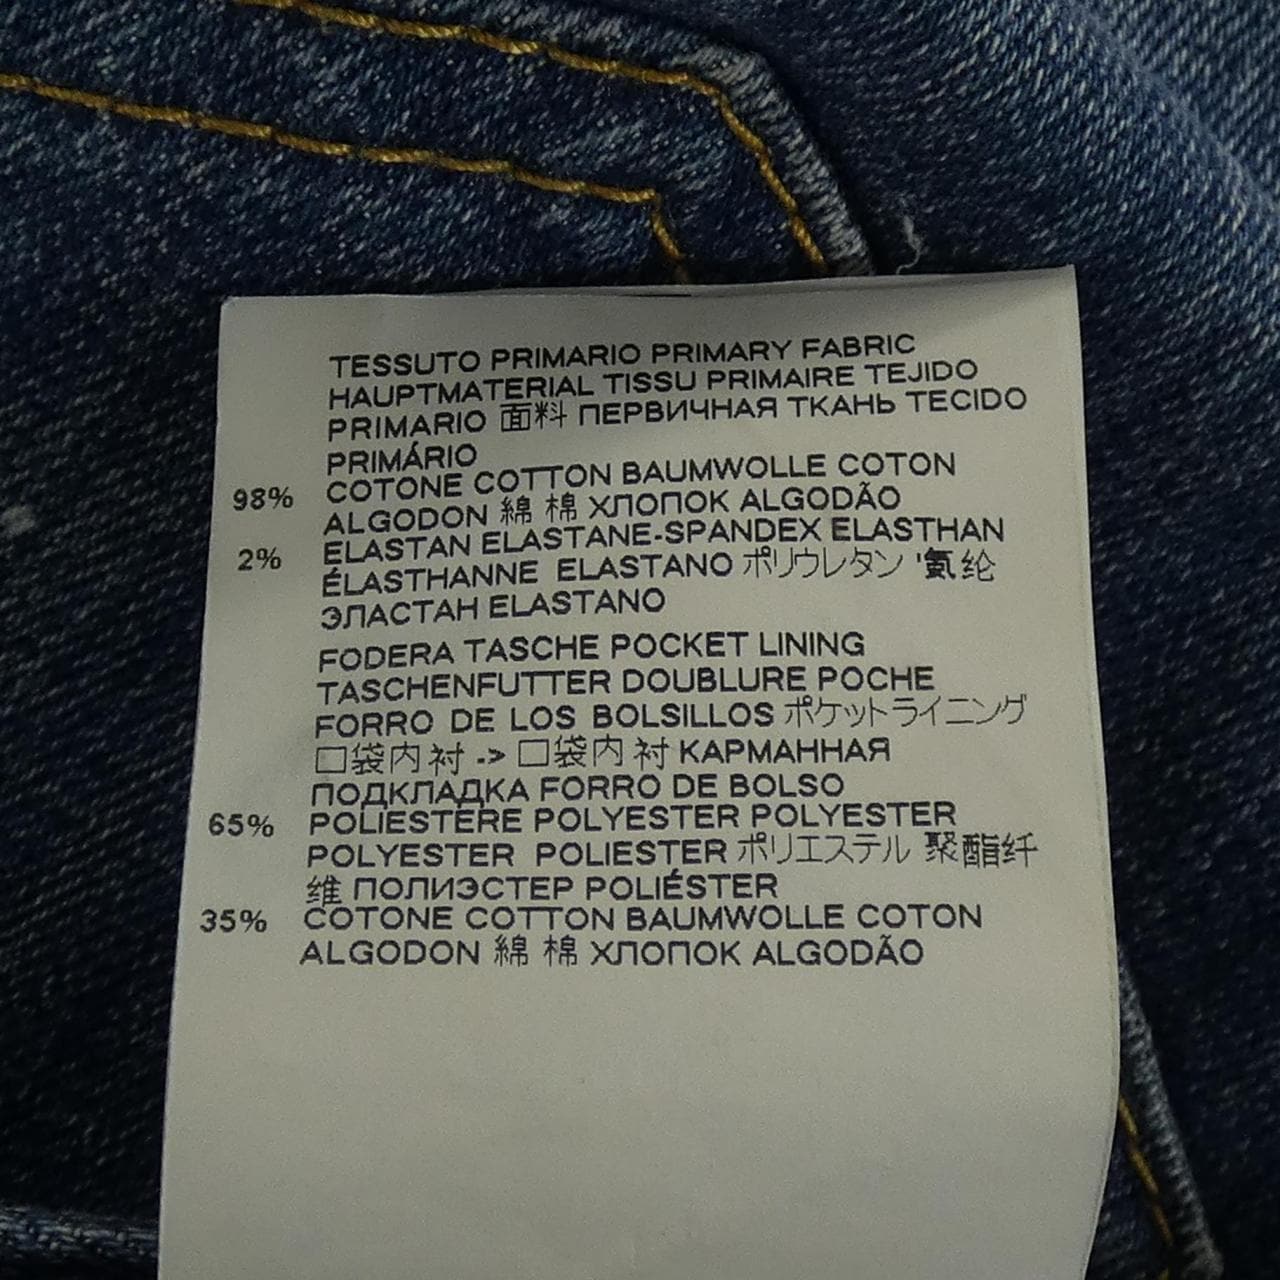 TESSUTO PRIMARIO PRIMARY FABRIC
HAUPTMATERIAL TISSU PRIMAIRE TEJIDO
PRIMARIO 面料 ПЕРВИЧНАЯ ТКАНЬ TECIDO
PRIMÁRIO
98% COTONE COTTON BAUMWOLLE COTON
ALGODON 綿 棉 ХЛОПОК ALGODÃO
2% ELASTAN ELASTANE-SPANDEX ELASTHAN
ÉLASTHANNE ELASTANO ポリウレタン '氨纶
ЭЛАСТАН ELASTANO
FODERA TASCHE POCKET LINING
TASCHENFUTTER DOUBLURE POCHE
FORRO DE LOS BOLSILLOS ポケットライニング
口袋内衬 -> 口袋内衬 КАРМАННАЯ
ПОДКЛАДКА FORRO DE BOLSO
65% POLIESTERE POLYESTER POLYESTER
POLYESTER POLIESTER ポリエステル 聚酯纤
维 ПОЛИЭСТЕР POLIÉSTER
35% COTONE COTTON BAUMWOLLE COTON
ALGODON 綿 棉 ХЛОПОК ALGODÃO